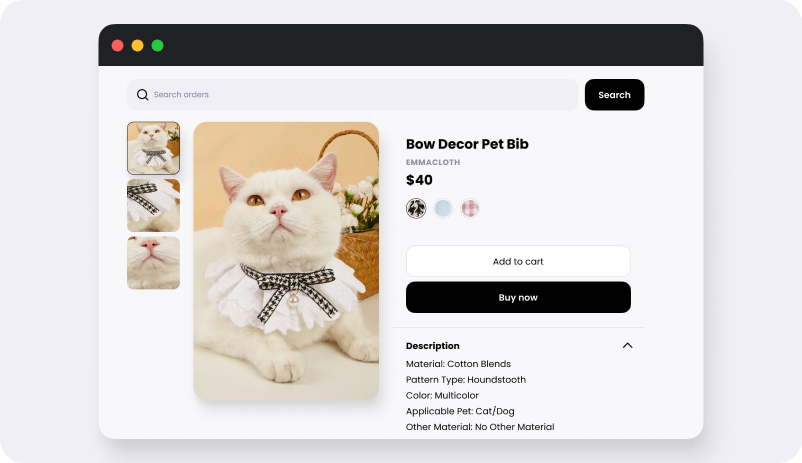 Search orders
Search
Bow Decor Pet Bib
EMMACLOTH
$40
Add to cart
Buy now
Description
Material: Cotton Blends
Pattern Type: Houndstooth
Color: Multicolor
Applicable Pet: Cat/Dog
Other Material: No Other Material